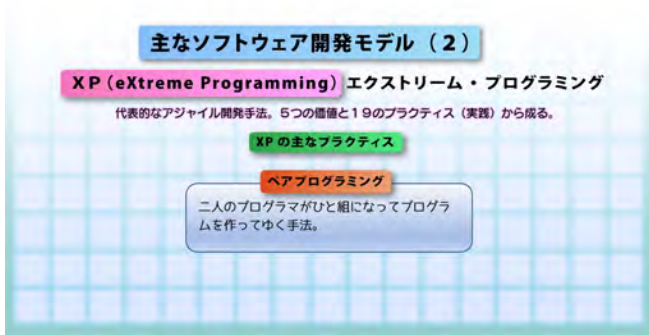 主なソフトウェア開発モデル（２）
ＸＰ（eXtreme Programming）エクストリーム・プログラミング
代表的なアジャイル開発手法。５つの価値と１９のプラクティス（実践）から成る。
XP の主なプラクティス
ペアプログラミング
二人のプログラマがひと組になってプログラ
ムを作ってゆく手法。